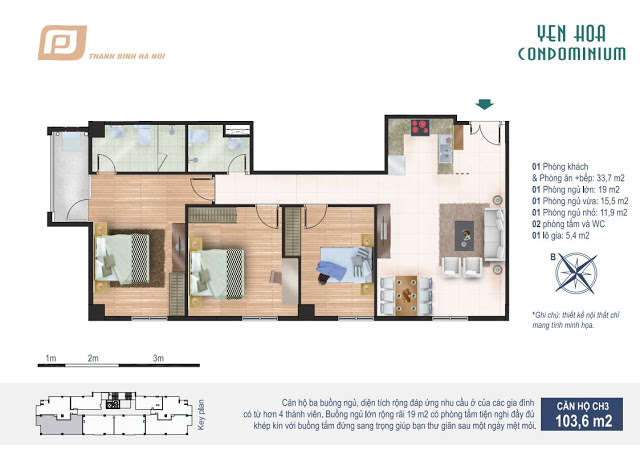 THANH BINH HA NOI
YEN HOA
CONDOMINIUM
01 Phòng khách
& Phòng ăn +bếp: 33,7 m2
01 Phòng ngủ lớn: 19 m2
01 Phòng ngủ vừa: 15,5 m2
01 Phòng ngủ nhỏ: 11,9 m2
02 phòng tắm và WC
01 lô gia: 5,4 m2
B
*Ghi chú: thiết kế nội thất chỉ
mang tính minh họa.
1m 2m 3m
Key plan
Căn hộ ba buồng ngủ, diện tích rộng đáp ứng nhu cầu ở của các gia đình
có từ hơn 4 thành viên. Buồng ngủ lớn rộng rãi 19 m2 có phòng tắm tiện nghi đầy đủ
khép kín với buồng tắm đứng sang trọng giúp bạn thư giãn sau một ngày mệt mỏi.
CĂN HỘ CH3
103,6 m2